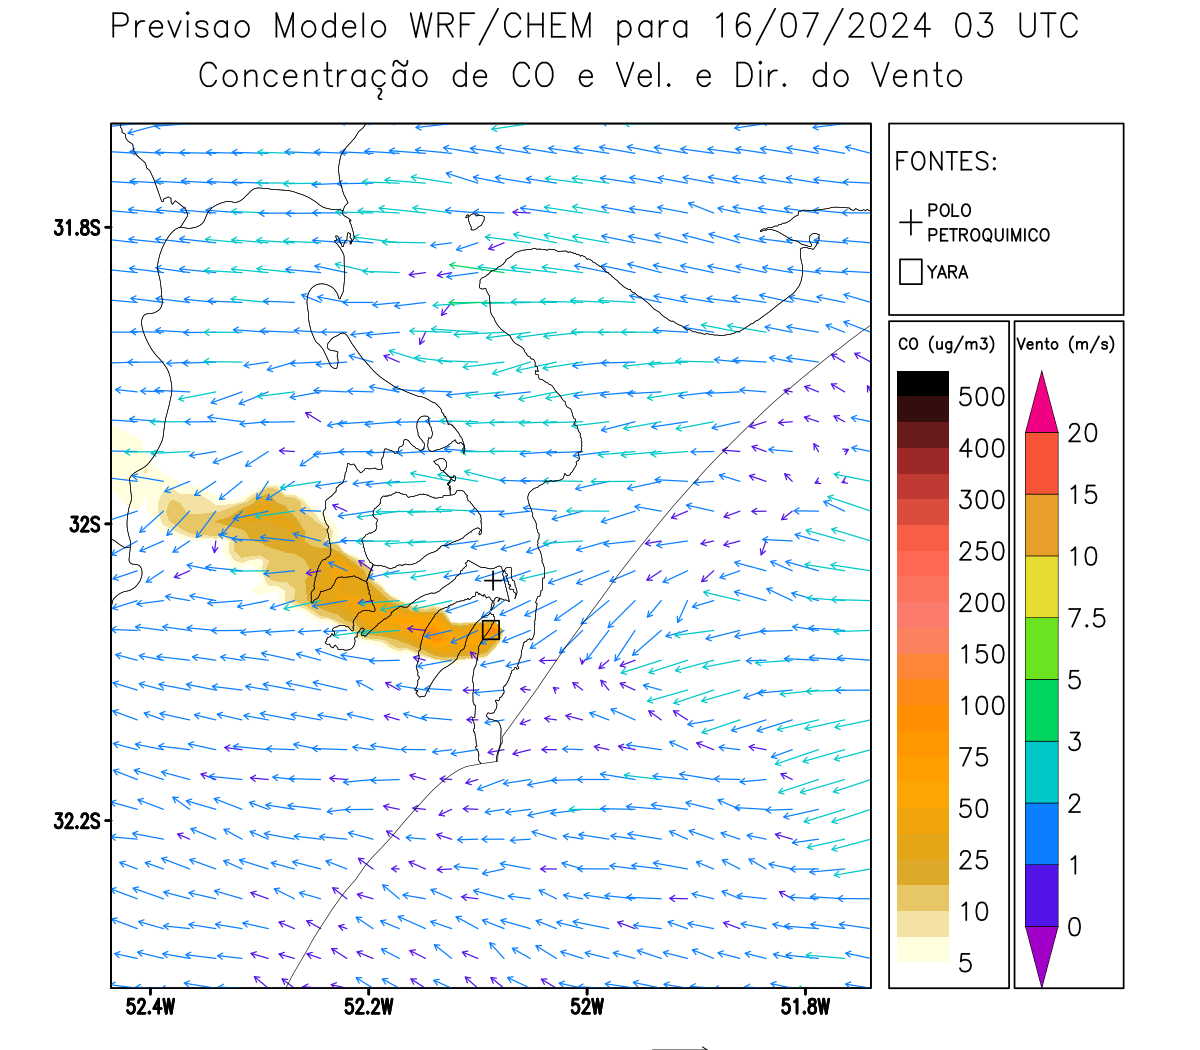 Previsao Modelo WRF/CHEM para 16/07/2024 03 UTC
Concentração de CO e Vel. e Dir. do Vento
FONTES:
POLO
PETROQUIMICO
YARA
CO (ug/m3)
500
400
300
250
200
150
100
75
50
25
10
5
Vento (m/s)
20
15
10
7.5
5
3
2
1
0
31.8S
32S
32.2S
52.4W
52.2W
52W
51.8W